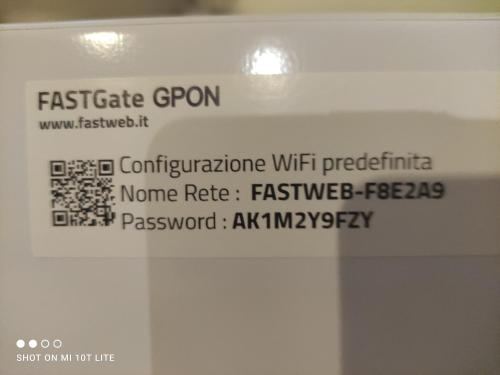 FASTGate GPON
www.fastweb.it
Configurazione WiFi predefinita
Nome Rete : FASTWEB-F8E2A9
Password : AK1M2Y9FZY
SHOT ON MI 10T LITE